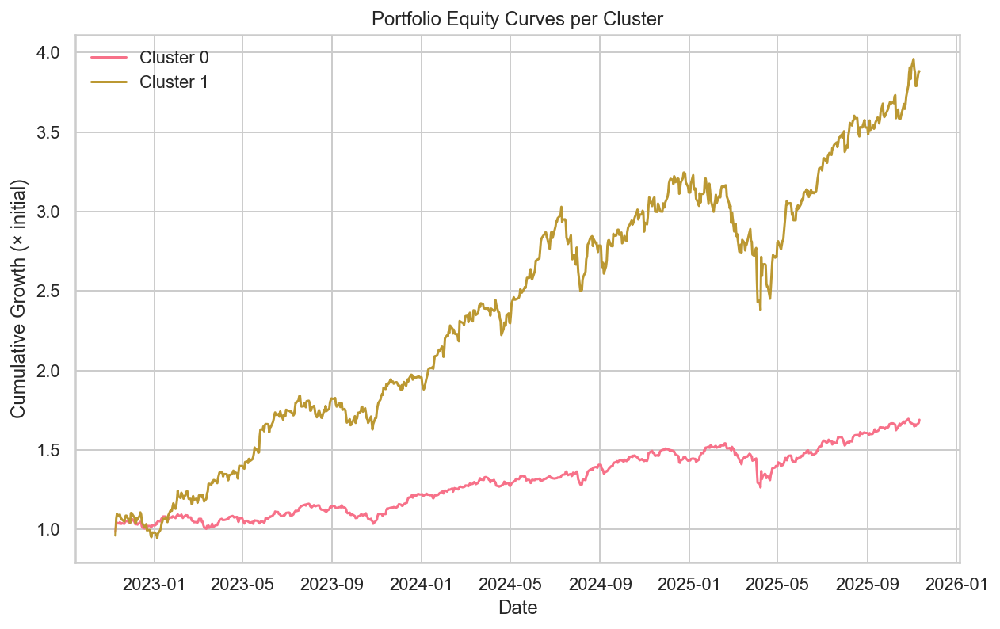 Portfolio Equity Curves per Cluster
Cluster 0
Cluster 1
Cumulative Growth (× initial)
4.0
3.5
3.0
2.5
2.0
1.5
1.0
2023-01 2023-05 2023-09 2024-01 2024-05 2024-09 2025-01 2025-05 2025-09 2026-01
Date